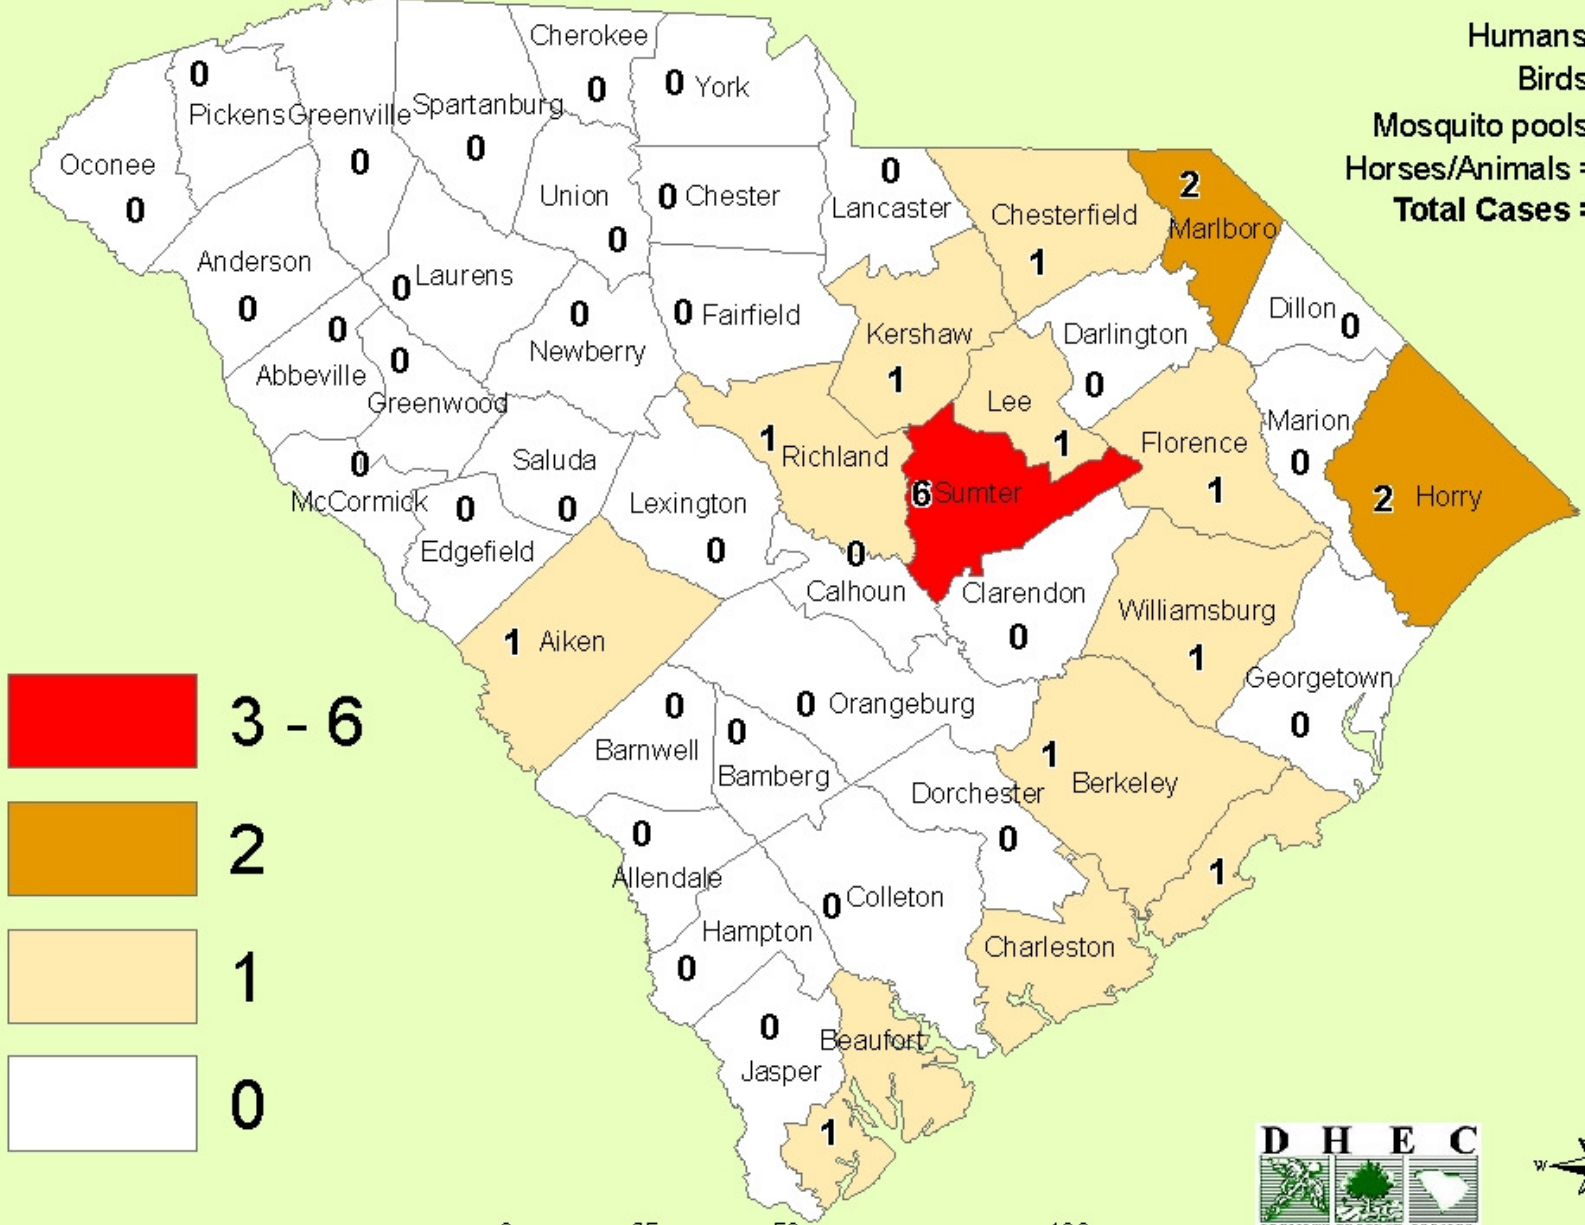 Humans
Birds
Mosquito pools
Horses/Animals =
Total Cases =
Cherokee
0
0 York
0
Pickens
Greenville
0
Spartanburg
0
Oconee
0
Union
0
0 Chester
0
Lancaster
Chesterfield
1
2
Marlboro
Anderson
0
0 Laurens
0
Newberry
0 Fairfield
Kershaw
1
Darlington
0
Dillon 0
0
Abbeville
0
Greenwood
Lee
1
Marion
0
Florence
1
1 Richland
0
McCormick
Saluda
0
0
Edgefield
Lexington
0
6 Sumter
2 Horry
0
Calhoun
Clarendon
0
Williamsburg
1
1 Aiken
Georgetown
0
0
Barnwell
0
Bamberg
0 Orangeburg
Dorchester
0
1
Berkeley
0
Allendale
0 Colleton
1
Charleston
Hampton
0
0
Jasper
Beaufort
1
3 - 6
2
1
0
D H E C
W